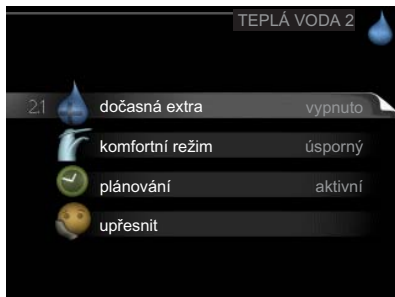 TEPLÁ VODA 2
2.1 dočasná extra vypnuto
komfortní režim úsporný
plánování aktivní
upřesnit